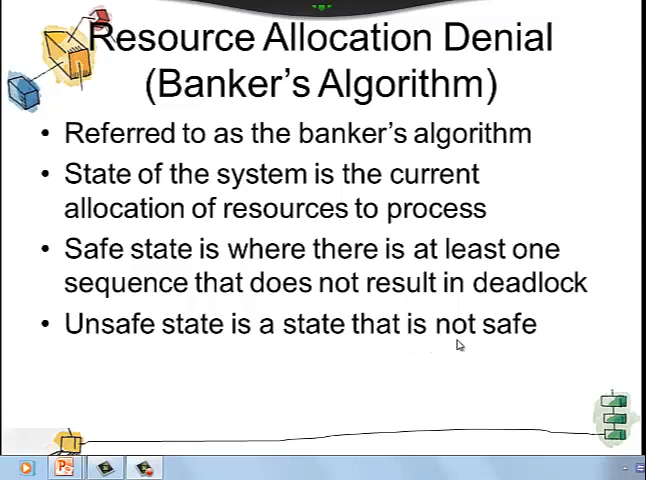 Resource Allocation Denial
(Banker's Algorithm)
• Referred to as the banker's algorithm
• State of the system is the current
allocation of resources to process
• Safe state is where there is at least one
sequence that does not result in deadlock
• Unsafe state is a state that is not safe